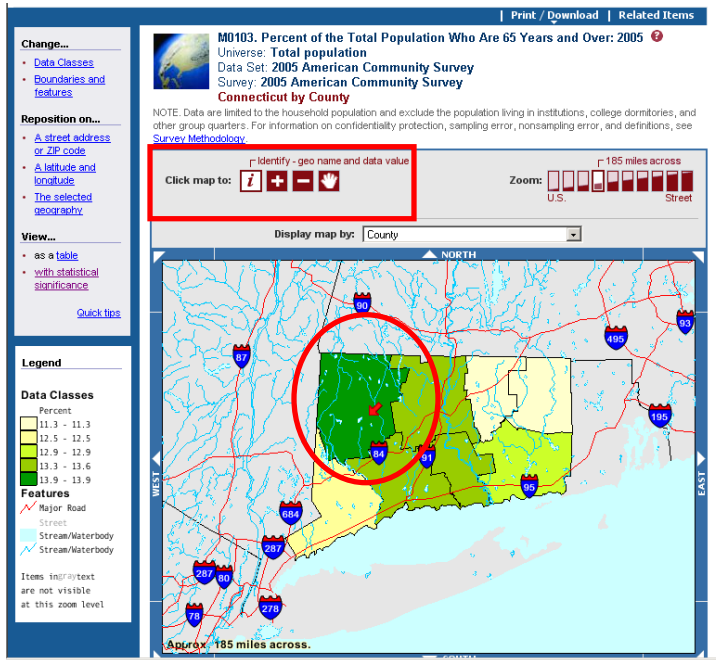 | Print / Download | Related Items
Change...
• Data Classes
• Boundaries and
features
Reposition on...
• A street address
or ZIP code
• A latitude and
longitude
• The selected
geography
View...
• as a table
• with statistical
significance
Quick tips
M0103. Percent of the Total Population Who Are 65 Years and Over: 2005 ?
Universe: Total population
Data Set: 2005 American Community Survey
Survey: 2005 American Community Survey
Connecticut by County
NOTE. Data are limited to the household population and exclude the population living in institutions, college dormitories, and
other group quarters. For information on confidentiality protection, sampling error, nonsampling error, and definitions, see
Survey Methodology.
Identify - geo name and data value
Click map to: i + −
185 miles across
Zoom:
U.S. Street
Display map by: County
NORTH
WEST
EAST
90
93
495
87
195
84
91
95
684
287
287
80
278
78
Approx. 185 miles across.
SOUTH
Legend
Data Classes
Percent
11.3 - 11.3
12.5 - 12.5
12.9 - 12.9
13.3 - 13.6
13.9 - 13.9
Features
Major Road
Street
Stream/Waterbody
Stream/Waterbody
Items in gray text
are not visible
at this zoom level